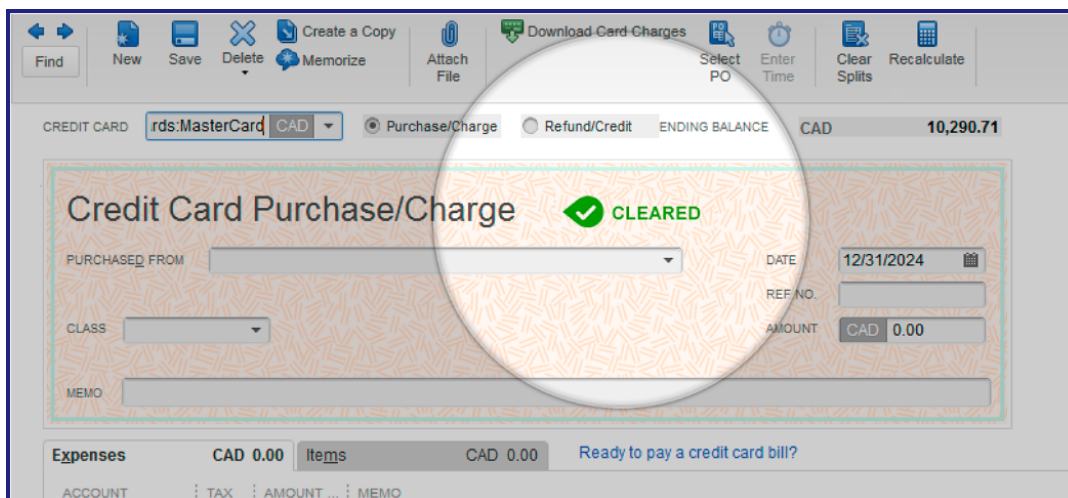 Find
New
Save
Delete
Create a Copy
Memorize
Attach
File
Download Card Charges
Select
PO
Enter
Time
Clear
Splits
Recalculate
CREDIT CARD rds:MasterCard CAD Purchase/Charge Refund/Credit ENDING BALANCE CAD 10,290.71
Credit Card Purchase/Charge CLEARED
PURCHASED FROM DATE 12/31/2024
REF NO.
CLASS AMOUNT CAD 0.00
MEMO
Expenses CAD 0.00 Items CAD 0.00 Ready to pay a credit card bill?
ACCOUNT TAX AMOUNT ... MEMO